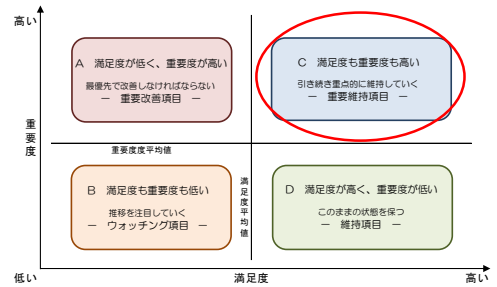 高い
A　満足度が低く、重要度が高い
最優先で改善しなければならない
―　重要改善項目　―
C　満足度も重要度も高い
引き続き重点的に維持していく
―　重要維持項目　―
重要度
重要度度平均値
満足度平均値
B　満足度も重要度も低い
推移を注目していく
―　ウォッチング項目　―
D　満足度が高く、重要度が低い
このままの状態を保つ
―　維持項目　―
低い
満足度
高い